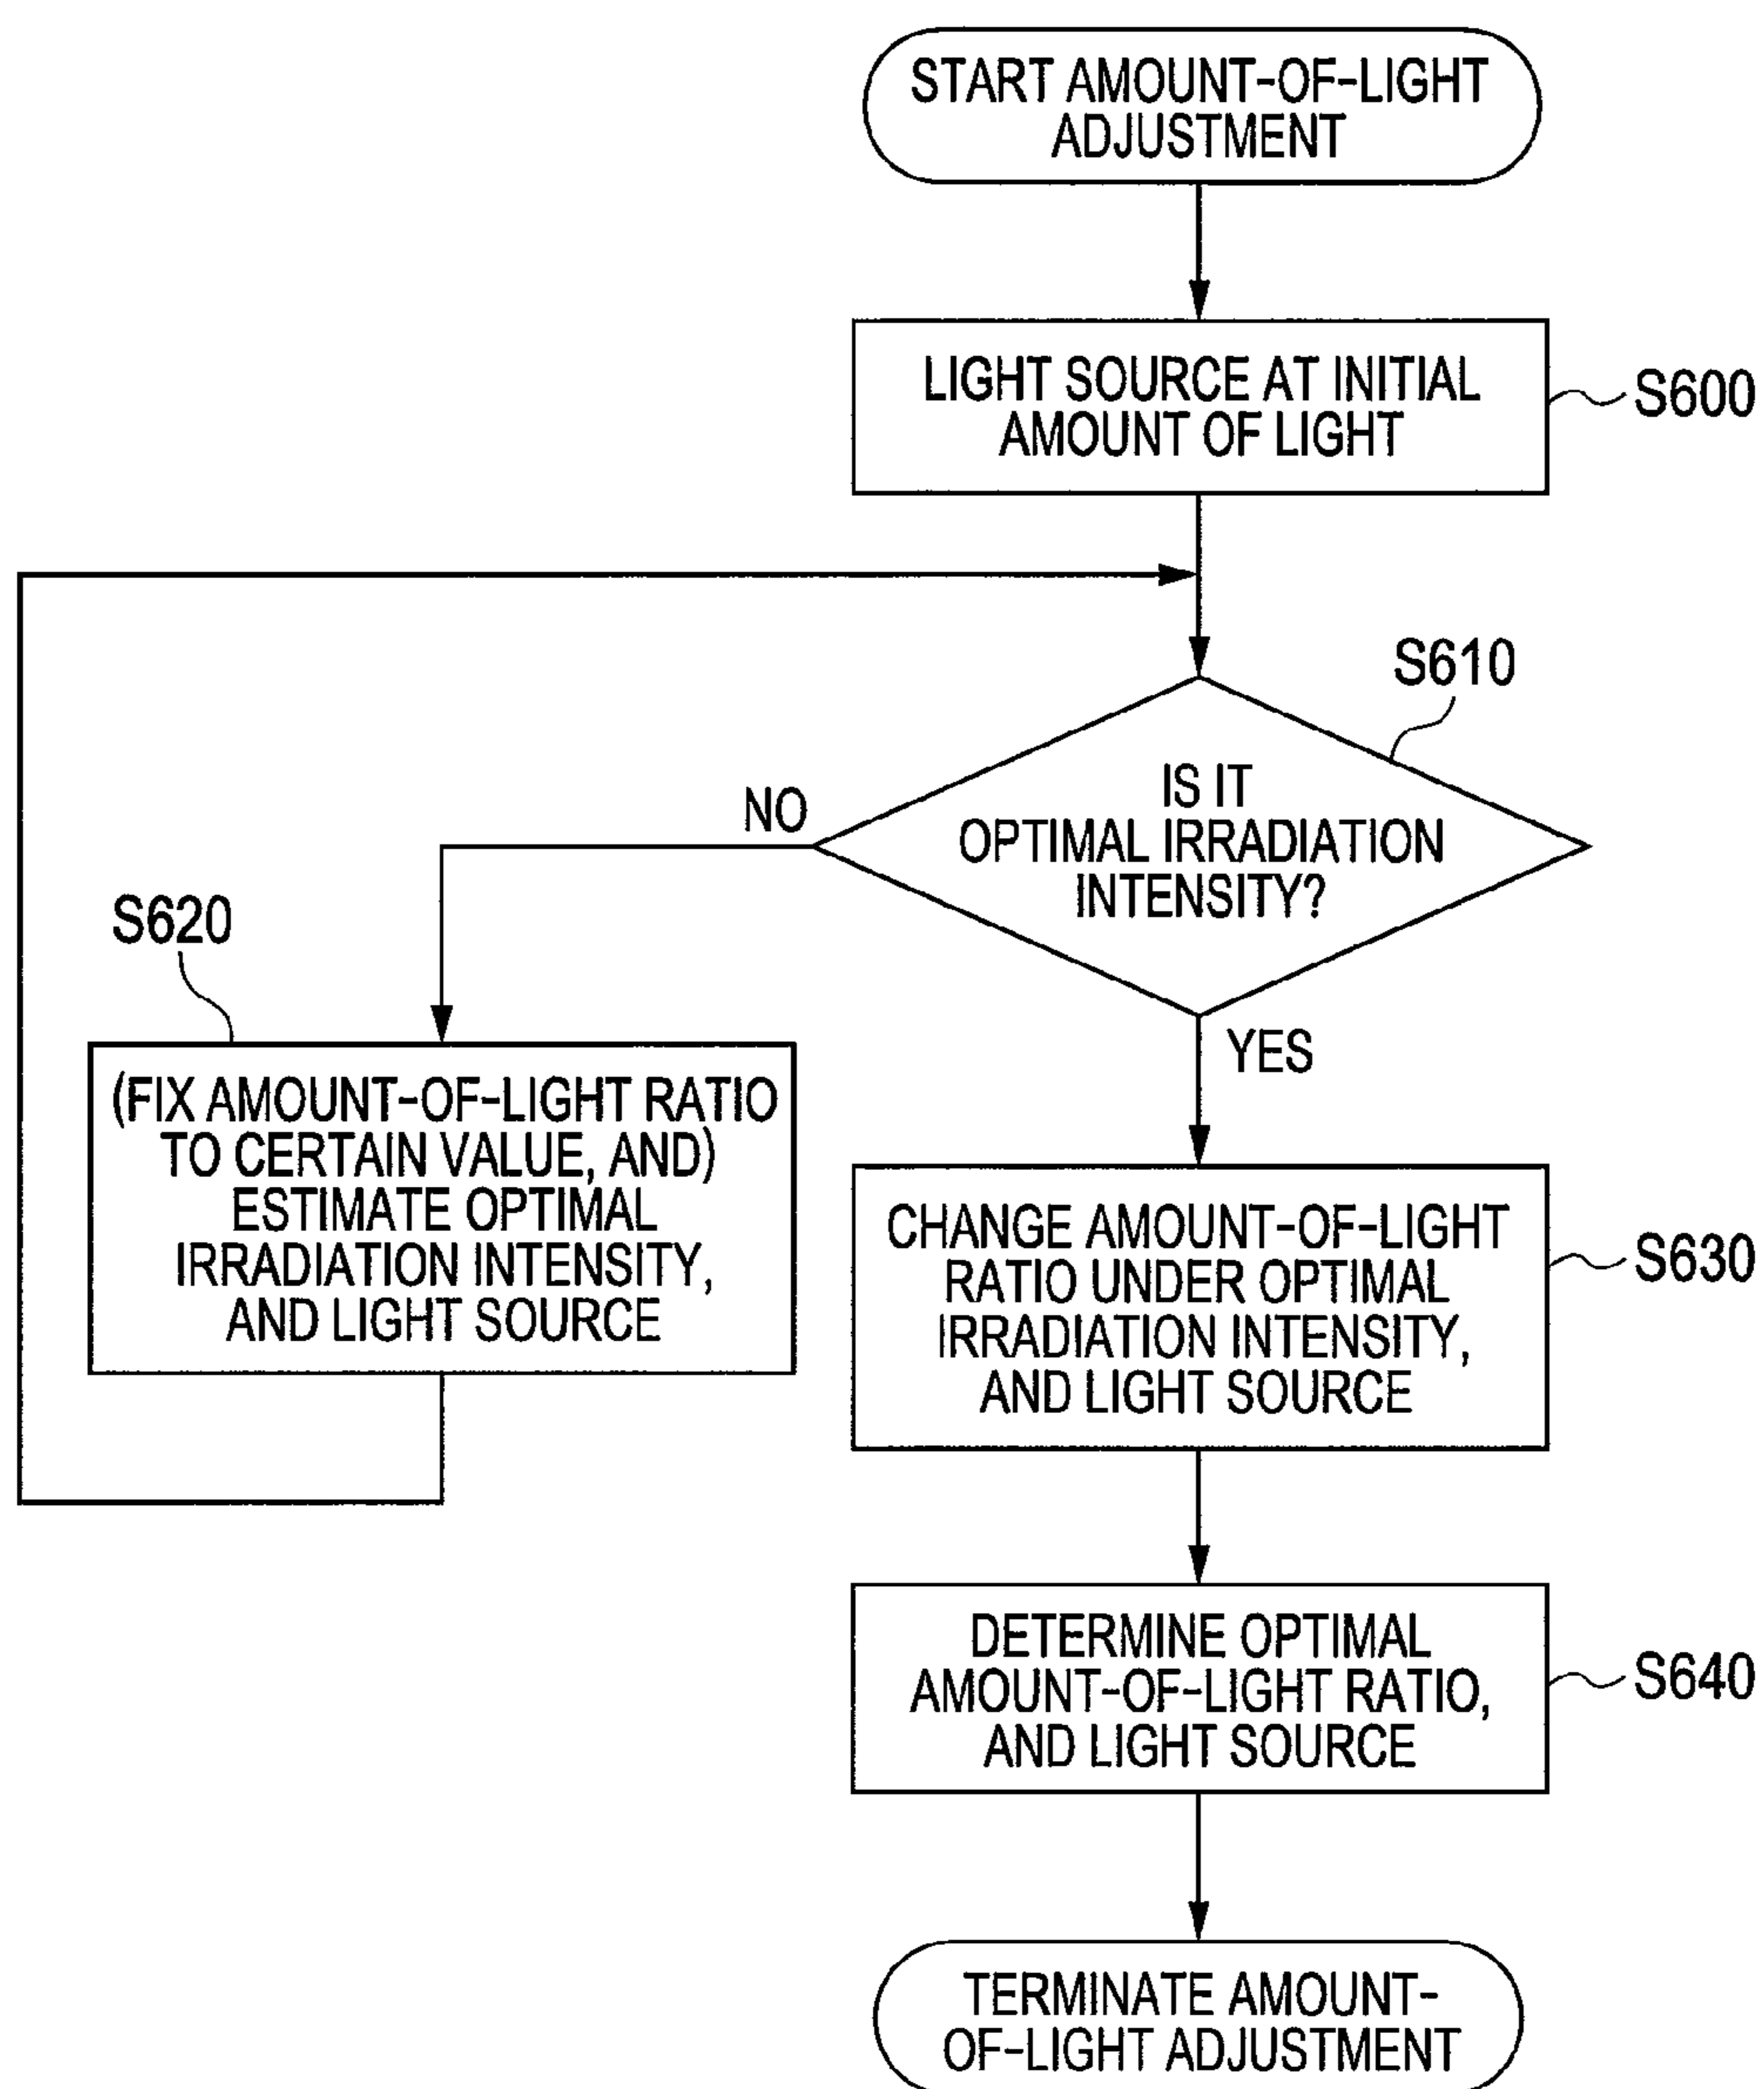 START AMOUNT-OF-LIGHT
ADJUSTMENT
LIGHT SOURCE AT INITIAL
AMOUNT OF LIGHT
S600
S610
IS IT
OPTIMAL IRRADIATION
INTENSITY?
NO
YES
S620
(FIX AMOUNT-OF-LIGHT RATIO
TO CERTAIN VALUE, AND)
ESTIMATE OPTIMAL
IRRADIATION INTENSITY,
AND LIGHT SOURCE
CHANGE AMOUNT-OF-LIGHT
RATIO UNDER OPTIMAL
IRRADIATION INTENSITY,
AND LIGHT SOURCE
S630
DETERMINE OPTIMAL
AMOUNT-OF-LIGHT RATIO,
AND LIGHT SOURCE
S640
TERMINATE AMOUNT-
OF-LIGHT ADJUSTMENT